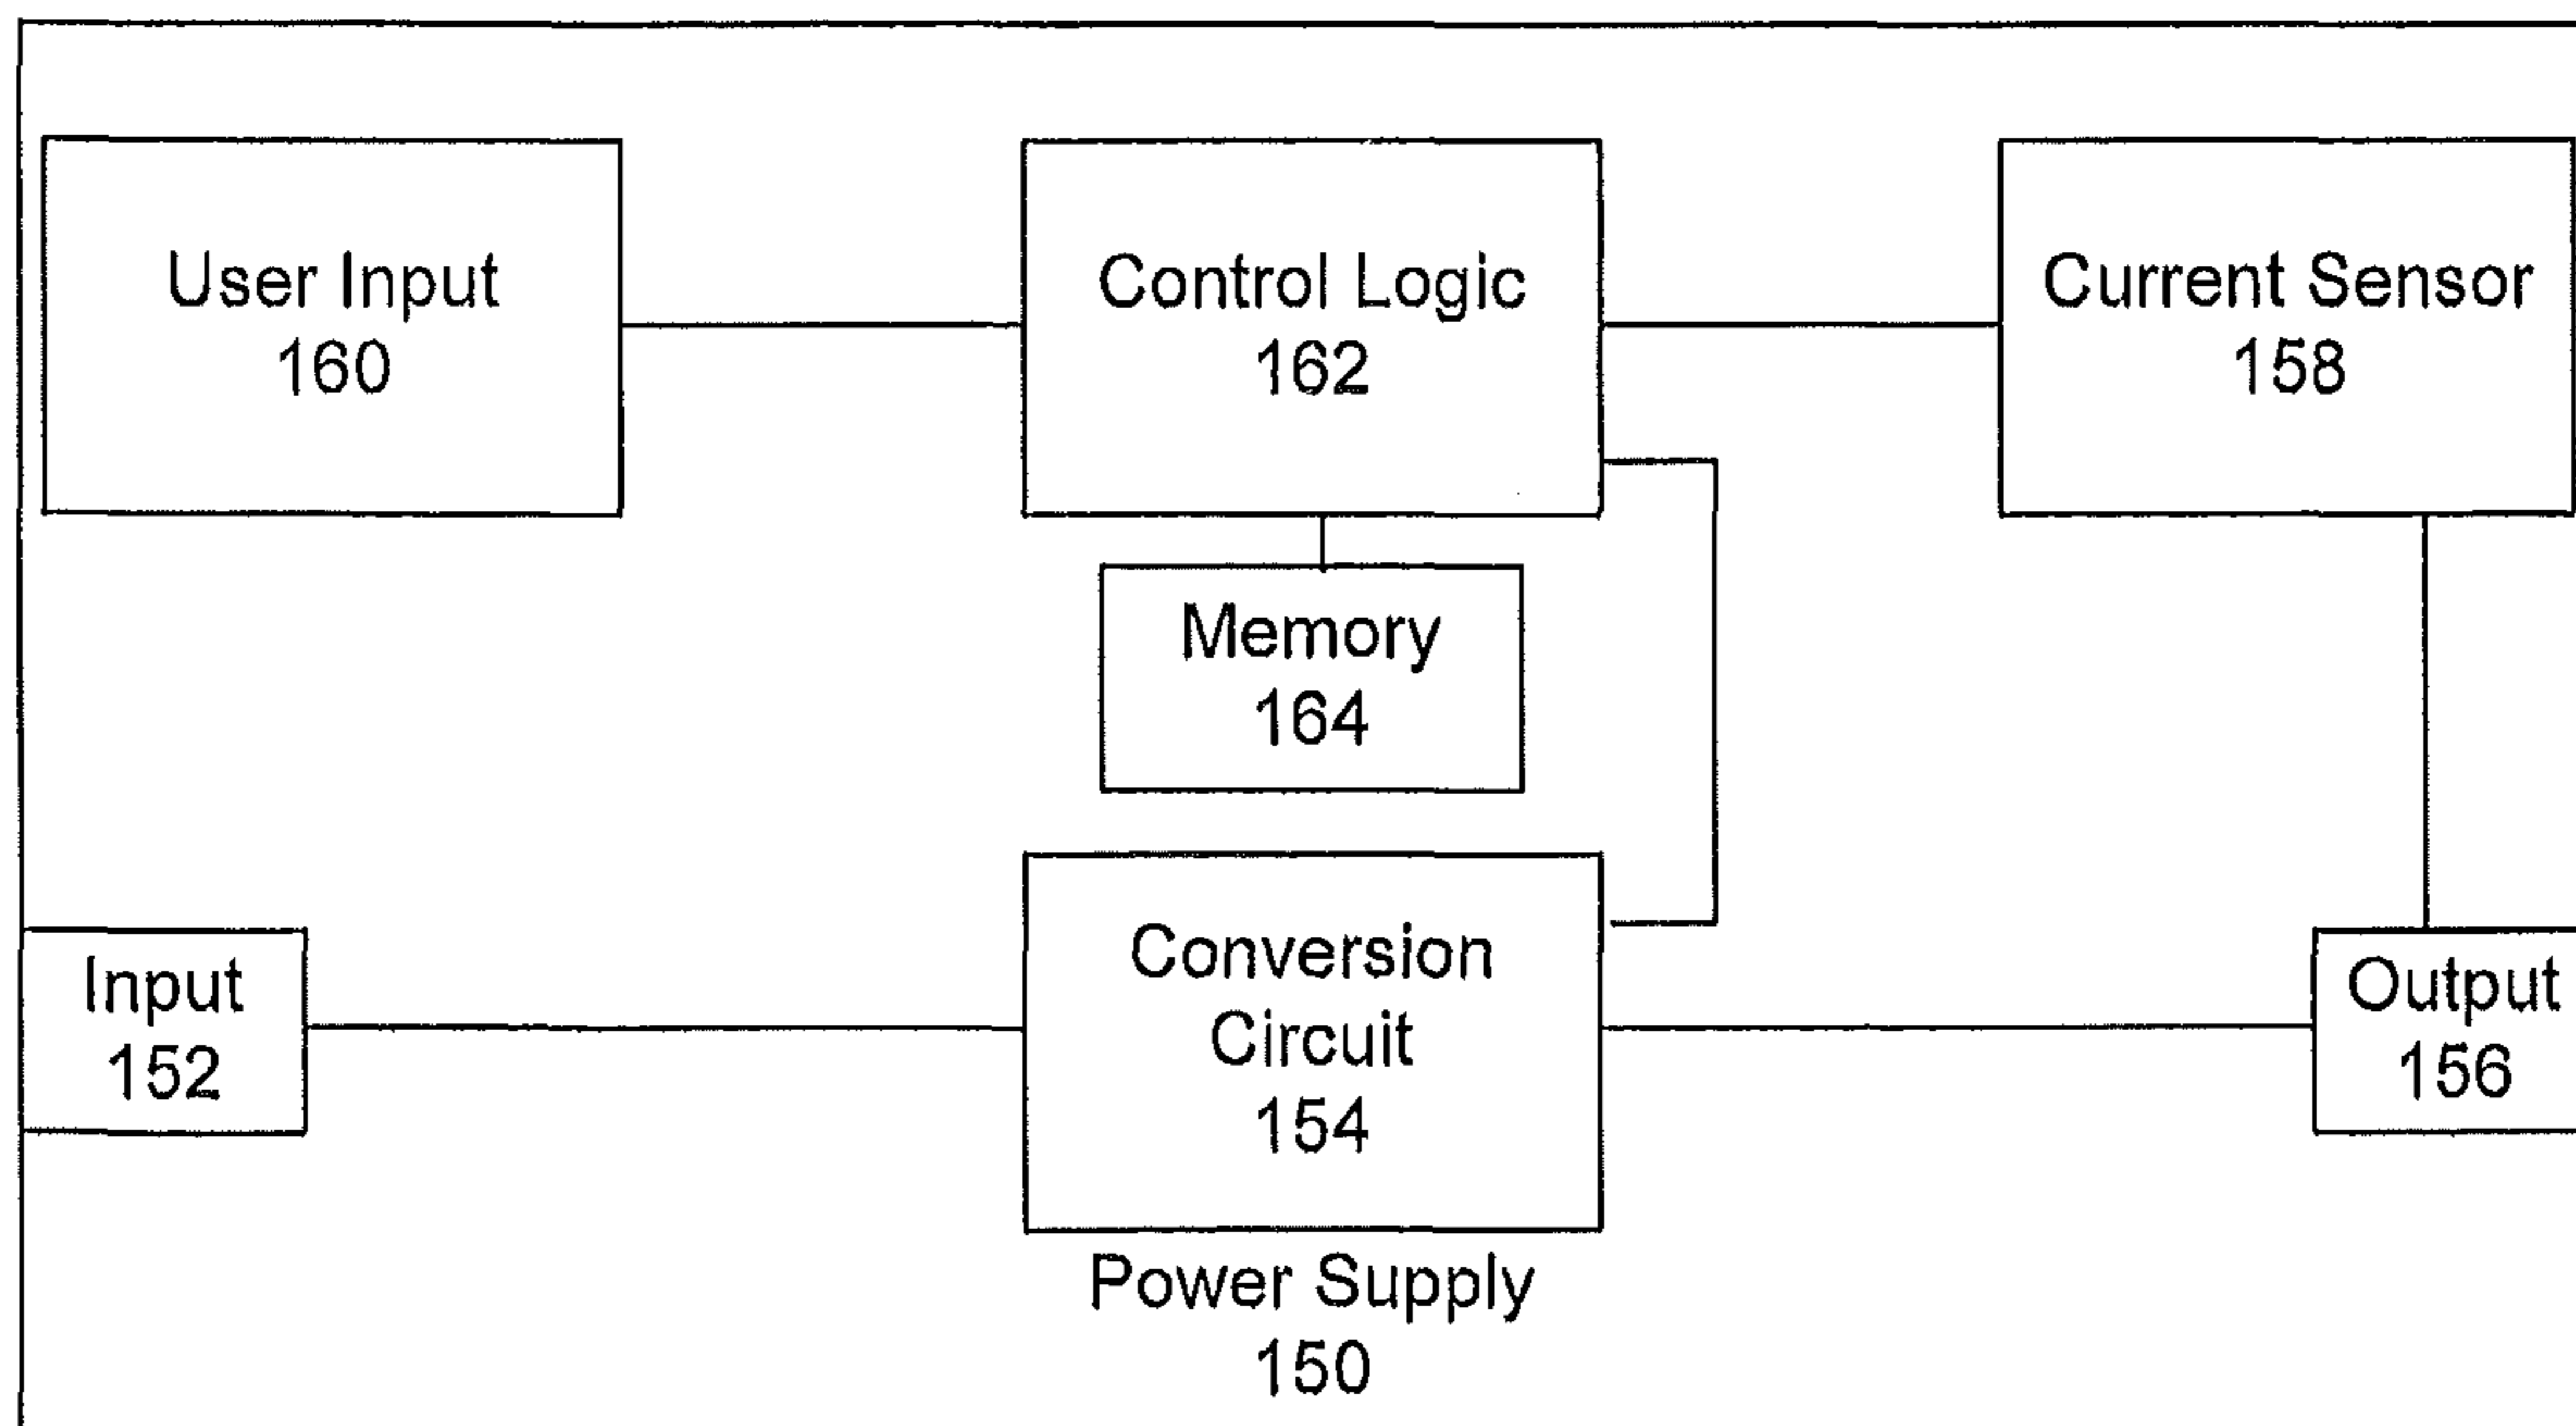 User Input
160
Control Logic
162
Current Sensor
158
Memory
164
Input
152
Conversion
Circuit
154
Output
156
Power Supply
150